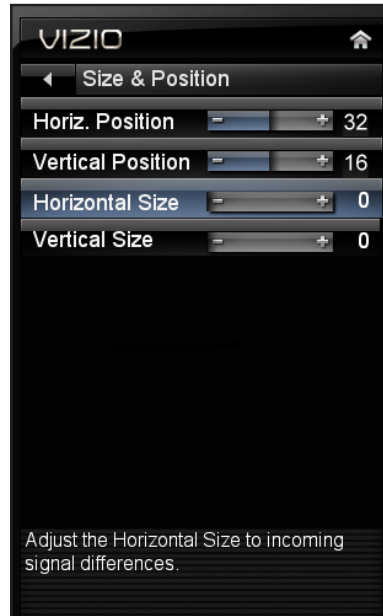 VIZIO
Size & Position
Horiz. Position - + 32
Vertical Position - + 16
Horizontal Size - + 0
Vertical Size - + 0
Adjust the Horizontal Size to incoming
signal differences.